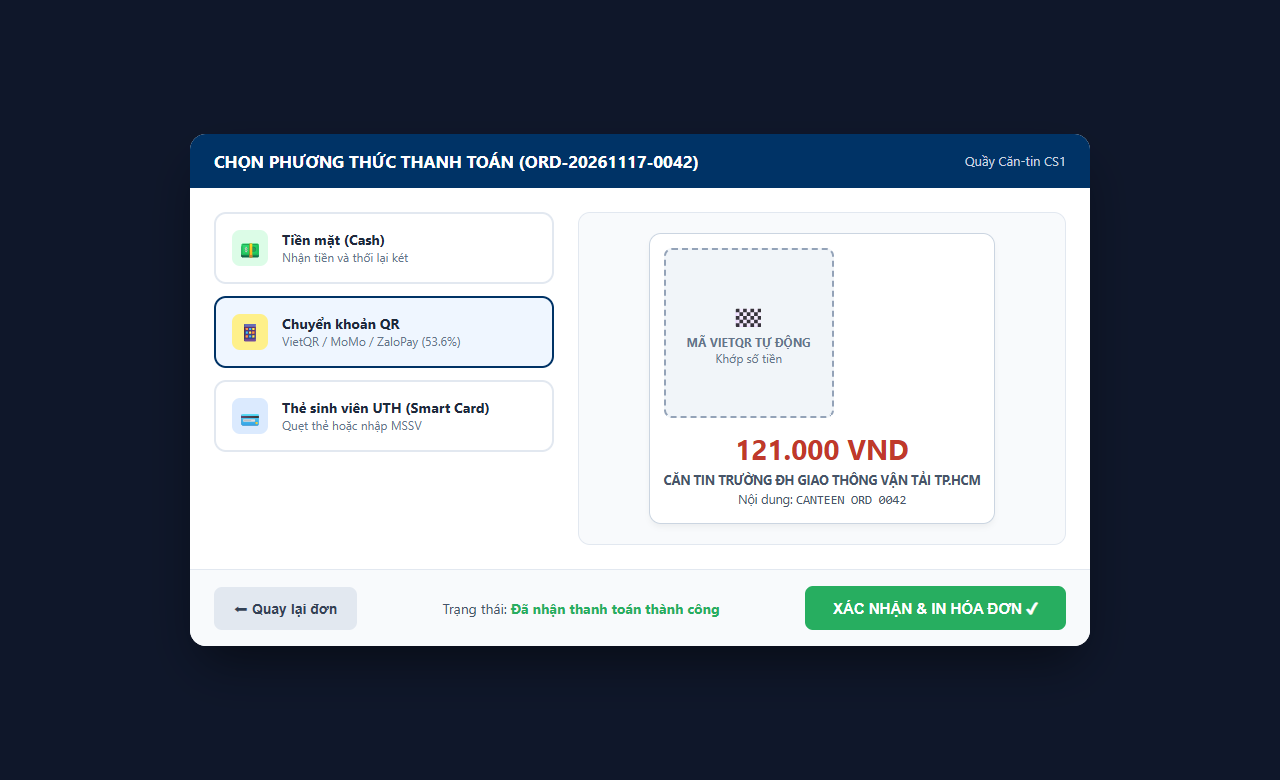 CHỌN PHƯƠNG THỨC THANH TOÁN (ORD-20261117-0042)
Quầy Căn-tin CS1
Tiền mặt (Cash)
Nhận tiền và thối lại két
Chuyển khoản QR
VietQR / MoMo / ZaloPay (53.6%)
Thẻ sinh viên UTH (Smart Card)
Quẹt thẻ hoặc nhập MSSV
MÃ VIETQR TỰ ĐỘNG
Khớp số tiền
121.000 VND
CĂN TIN TRƯỜNG ĐH GIAO THÔNG VẬN TẢI TP.HCM
Nội dung: CANTEEN ORD 0042
⬅ Quay lại đơn
Trạng thái: Đã nhận thanh toán thành công
XÁC NHẬN & IN HÓA ĐƠN ✓